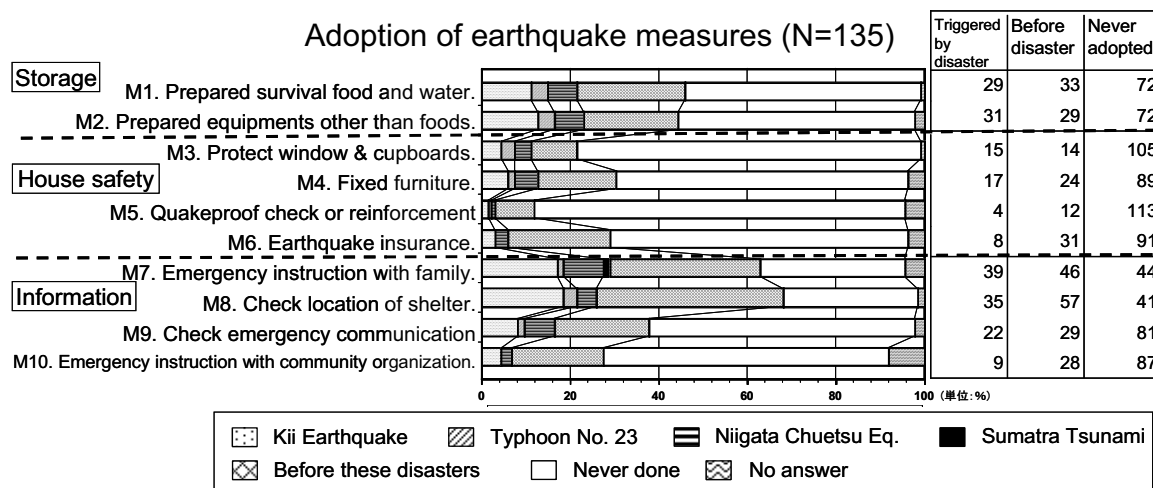 Adoption of earthquake measures (N=135)
Triggered by disaster
Before disaster
Never adopted
Storage
M1. Prepared survival food and water. 29 33 72
M2. Prepared equipments other than foods. 31 29 72
M3. Protect window & cupboards. 15 14 105
House safety
M4. Fixed furniture. 17 24 89
M5. Quakeproof check or reinforcement 4 12 113
M6. Earthquake insurance. 8 31 91
M7. Emergency instruction with family. 39 46 44
Information
M8. Check location of shelter. 35 57 41
M9. Check emergency communication 22 29 81
M10. Emergency instruction with community organization. 9 28 87
0 20 40 60 80 100 (単位:%)
Kii Earthquake Typhoon No. 23 Niigata Chuetsu Eq. Sumatra Tsunami
Before these disasters Never done No answer